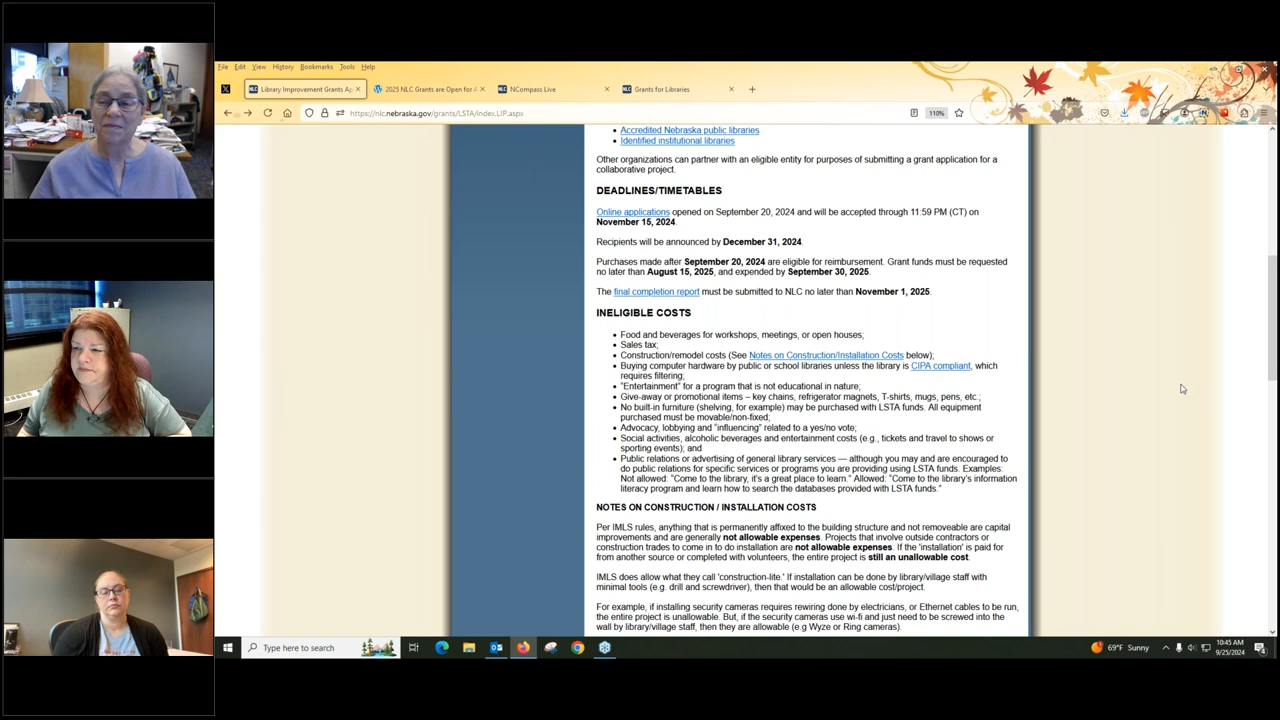 File Edit View History Bookmarks Tools Help
Library Improvement Grants Ap
2025 NLC Grants are Open for A
NCompass Live
Grants for Libraries
https://nlc.nebraska.gov/grants/LSTA/index.LIP.aspx
110%
Accredited Nebraska public libraries
Identified institutional libraries
Other organizations can partner with an eligible entity for purposes of submitting a grant application for a
collaborative project.
DEADLINES/TIMETABLES
Online applications opened on September 20, 2024 and will be accepted through 11:59 PM (CT) on
November 15, 2024.
Recipients will be announced by December 31, 2024.
Purchases made after September 20, 2024 are eligible for reimbursement. Grant funds must be requested
no later than August 15, 2025, and expended by September 30, 2025.
The final completion report must be submitted to NLC no later than November 1, 2025.
INELIGIBLE COSTS
Food and beverages for workshops, meetings, or open houses;
Sales tax;
Construction/remodel costs (See Notes on Construction/Installation Costs below);
Buying computer hardware by public or school libraries unless the library is CIPA compliant, which
requires filtering;
"Entertainment" for a program that is not educational in nature;
Give-away or promotional items – key chains, refrigerator magnets, T-shirts, mugs, pens, etc.;
No built-in furniture (shelving, for example) may be purchased with LSTA funds. All equipment
purchased must be movable/non-fixed;
Advocacy, lobbying and "influencing" related to a yes/no vote;
Social activities, alcoholic beverages and entertainment costs (e.g., tickets and travel to shows or
sporting events); and
Public relations or advertising of general library services — although you may and are encouraged to
do public relations for specific services or programs you are providing using LSTA funds. Examples:
Not allowed: "Come to the library, it's a great place to learn." Allowed: "Come to the library's information
literacy program and learn how to search the databases provided with LSTA funds."
NOTES ON CONSTRUCTION / INSTALLATION COSTS
Per IMLS rules, anything that is permanently affixed to the building structure and not removeable are capital
improvements and are generally not allowable expenses. Projects that involve outside contractors or
construction trades to come in to do installation are not allowable expenses. If the 'installation' is paid for
from another source or completed with volunteers, the entire project is still an unallowable cost.
IMLS does allow what they call 'construction-lite.' If installation can be done by library/village staff with
minimal tools (e.g. drill and screwdriver), then that would be an allowable cost/project.
For example, if installing security cameras requires rewiring done by electricians, or Ethernet cables to be run,
the entire project is unallowable. But, if the security cameras use wi-fi and just need to be screwed into the
wall by library/village staff, then they are allowable (e.g Wyze or Ring cameras).
Type here to search
69°F Sunny
10:45 AM
9/25/2024